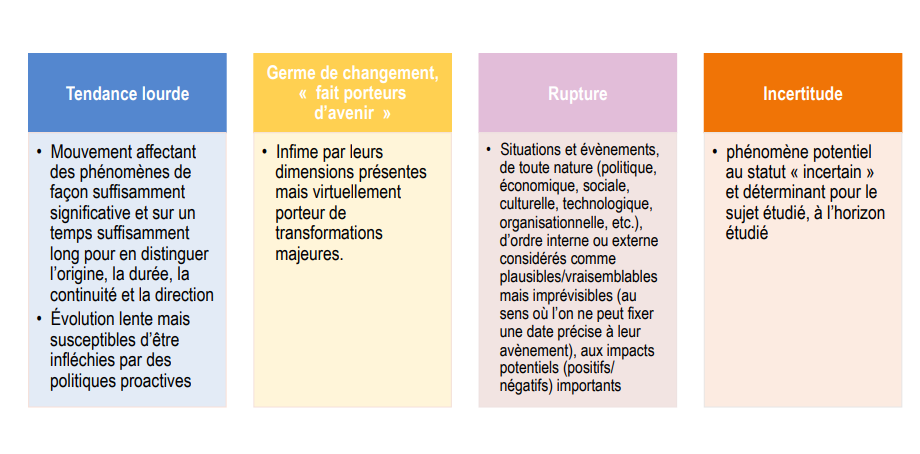 Tendance lourde
Germe de changement,
« fait porteurs
d’avenir »
Rupture
Incertitude
• Mouvement affectant
des phénomènes de
façon suffisamment
significative et sur un
temps suffisamment
long pour en distinguer
l’origine, la durée, la
continuité et la direction
• Évolution lente mais
susceptibles d’être
infléchies par des
politiques proactives
• Infime par leurs
dimensions présentes
mais virtuellement
porteur de
transformations
majeures.
• Situations et évènements,
de toute nature (politique,
économique, sociale,
culturelle, technologique,
organisationnelle, etc.),
d’ordre interne ou externe
considérés comme
plausibles/vraisemblables
mais imprévisibles (au
sens où l’on ne peut fixer
une date précise à leur
avènement), aux impacts
potentiels (positifs/
négatifs) importants
• phénomène potentiel
au statut « incertain »
et déterminant pour le
sujet étudié, à l’horizon
étudié